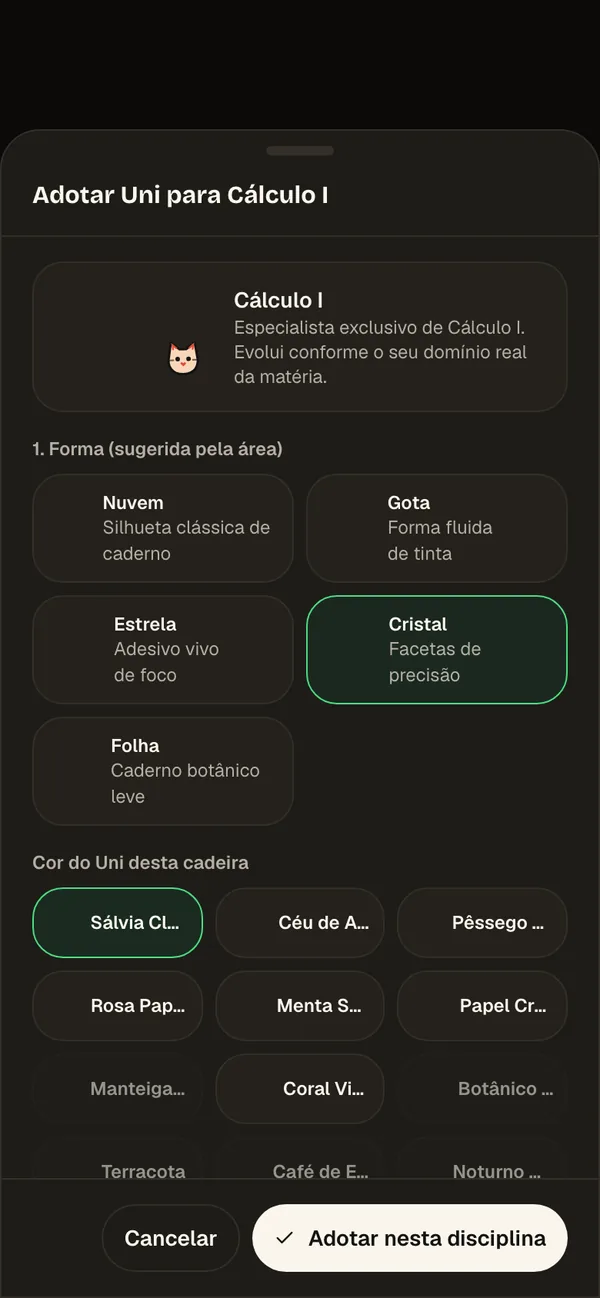 Adotar Uni para Cálculo I
Cálculo I
Especialista exclusivo de Cálculo I.
Evolui conforme o seu domínio real
da matéria.
1. Forma (sugerida pela área)
Nuvem
Silhueta clássica de
caderno
Gota
Forma fluida
de tinta
Estrela
Adesivo vivo
de foco
Cristal
Facetas de
precisão
Folha
Caderno botânico
leve
Cor do Uni desta cadeira
Sálvia Cl...
Céu de A...
Pêssego ...
Rosa Pap...
Menta S...
Papel Cr...
Manteiga...
Coral Vi...
Botânico ...
Terracota
Café de E...
Noturno ...
Cancelar
Adotar nesta disciplina